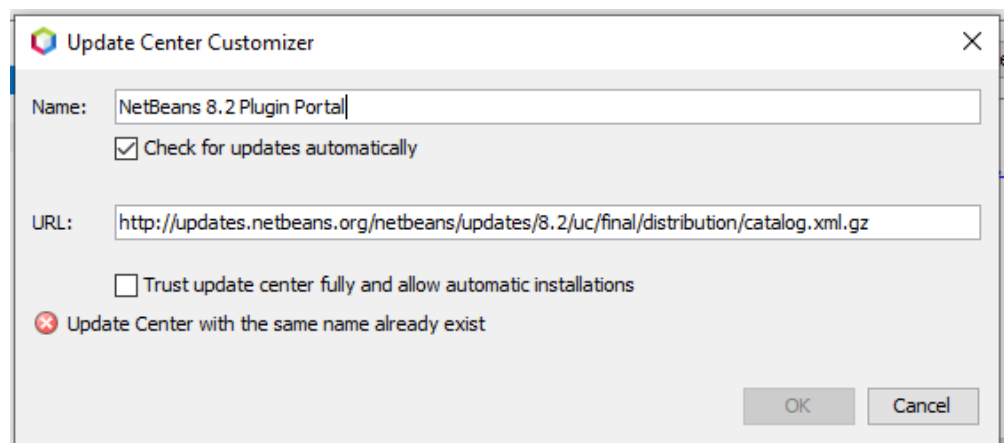 Update Center Customizer
Name: NetBeans 8.2 Plugin Portal
Check for updates automatically
URL: http://updates.netbeans.org/netbeans/updates/8.2/uc/final/distribution/catalog.xml.gz
Trust update center fully and allow automatic installations
Update Center with the same name already exist
OK Cancel